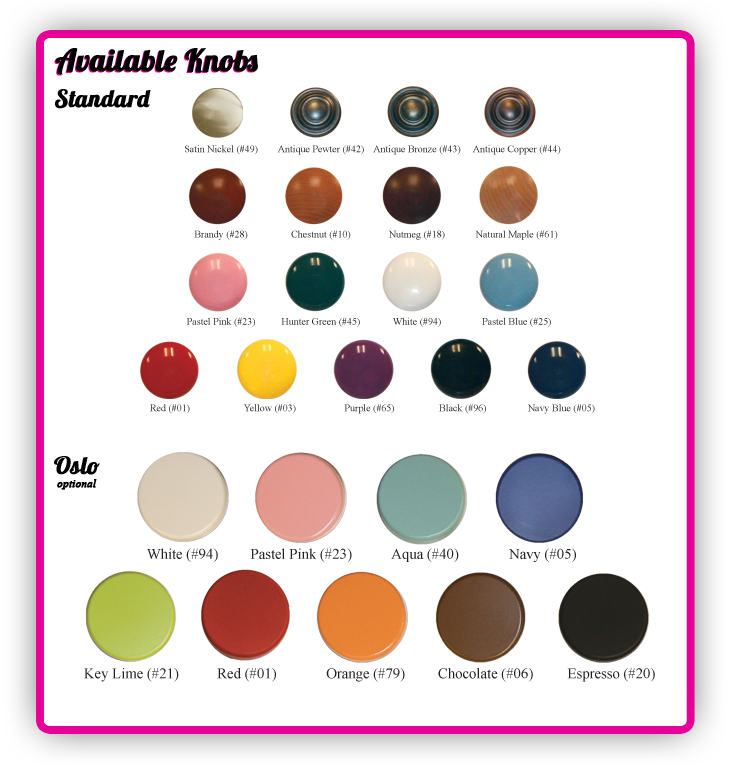 Available Knobs
Standard
Satin Nickel (#49) Antique Pewter (#42) Antique Bronze (#43) Antique Copper (#44)
Brandy (#28) Chestnut (#10) Nutmeg (#18) Natural Maple (#61)
Pastel Pink (#23) Hunter Green (#45) White (#94) Pastel Blue (#25)
Red (#01) Yellow (#03) Purple (#65) Black (#96) Navy Blue (#05)
Oslo
optional
White (#94) Pastel Pink (#23) Aqua (#40) Navy (#05)
Key Lime (#21) Red (#01) Orange (#79) Chocolate (#06) Espresso (#20)